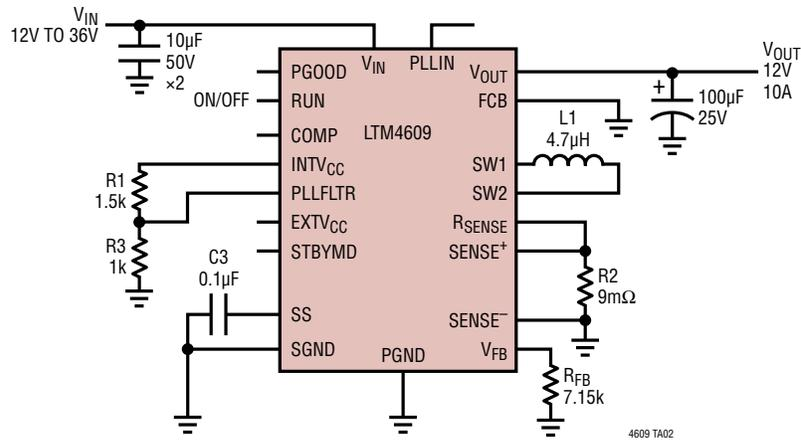 VIN
12V TO 36V
10µF
50V
×2
ON/OFF
PGOOD
RUN
COMP
INTVCC
PLLFLTR
EXTVCC
STBYMD
SS
SGND
VIN
PLLIN
LTM4609
PGND
VOUT
FCB
SW1
SW2
RSENSE
SENSE+
SENSE–
VFB
R1
1.5k
R3
1k
C3
0.1µF
L1
4.7µH
VOUT
12V
10A
+
100µF
25V
R2
9mΩ
RFB
7.15k
4609 TA02